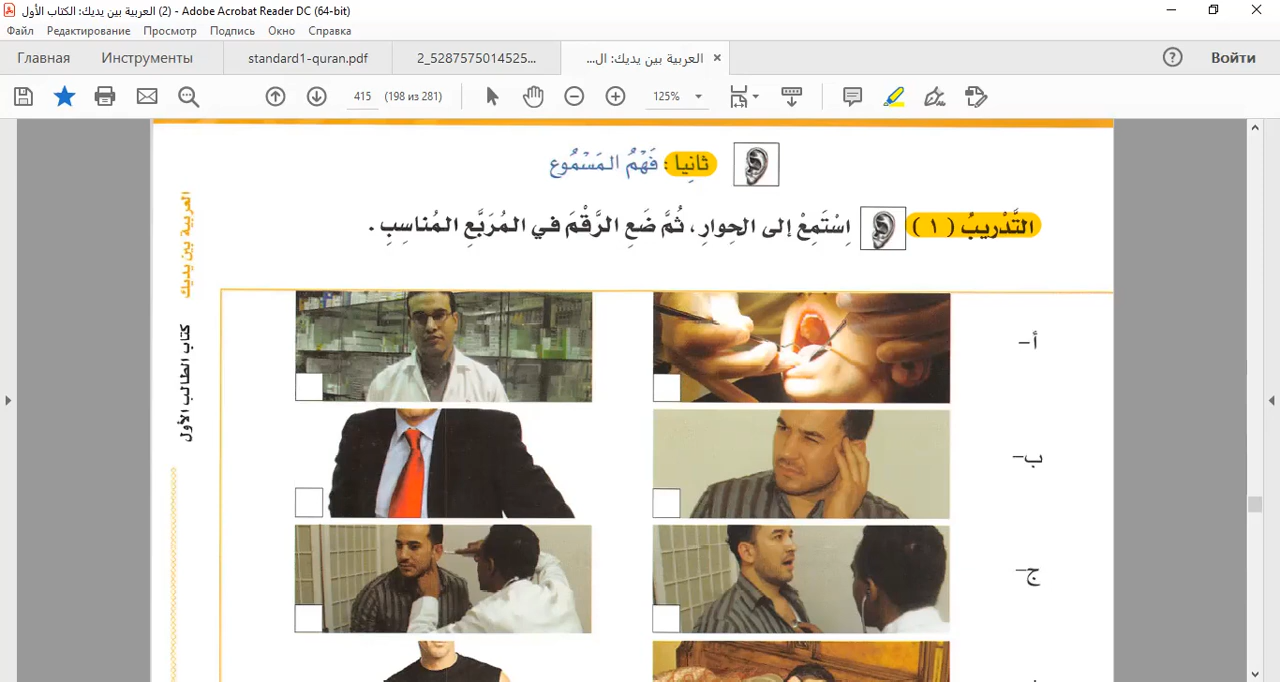 العربية بين يديك: الكتاب الأول (2) - Adobe Acrobat Reader DC (64-bit)
Файл Редактирование Просмотр Подпись Окно Справка
Главная Инструменты standard1-quran.pdf 2_5287575014525... العربية بين يديك: ال... × Войти
415 (198 из 281) 125%
ثانِيا : فَهْمُ المَسْمُوع
التَّدْرِيبُ ( ١ ) اِسْتَمِعْ إلى الحِوارِ، ثُمَّ ضَعِ الرَّقْمَ في المُرَبَّعِ المُناسِبِ .
أ-
ب-
ج-
العربية بين يديك
كتاب الطالب الأول